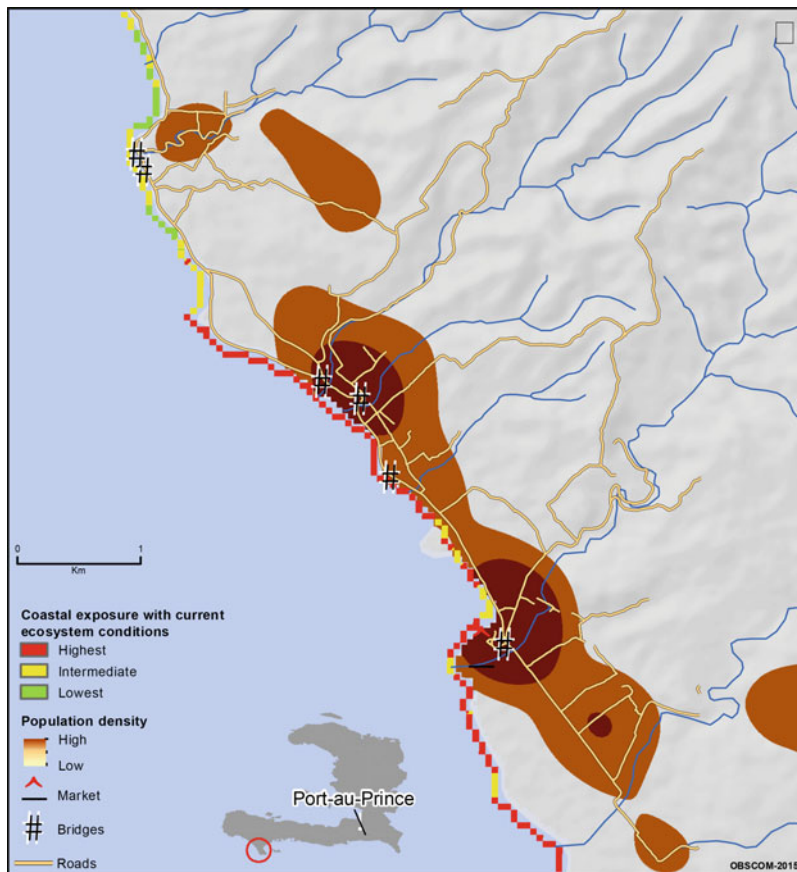 0
1
Km
Coastal exposure with current
ecosystem conditions
Highest
Intermediate
Lowest
Population density
High
Low
Market
Bridges
Roads
Port-au-Prince
OBSCOM-2015